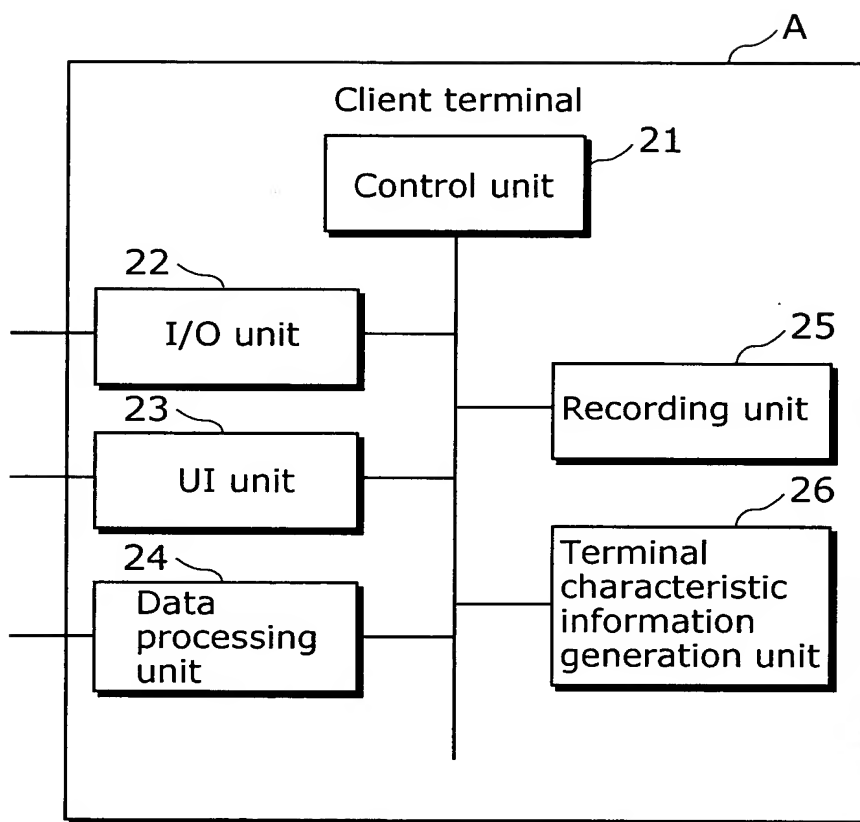 A
Client terminal
21
Control unit
22
I/O unit
25
Recording unit
23
UI unit
26
Terminal
characteristic
information
generation unit
24
Data
processing
unit